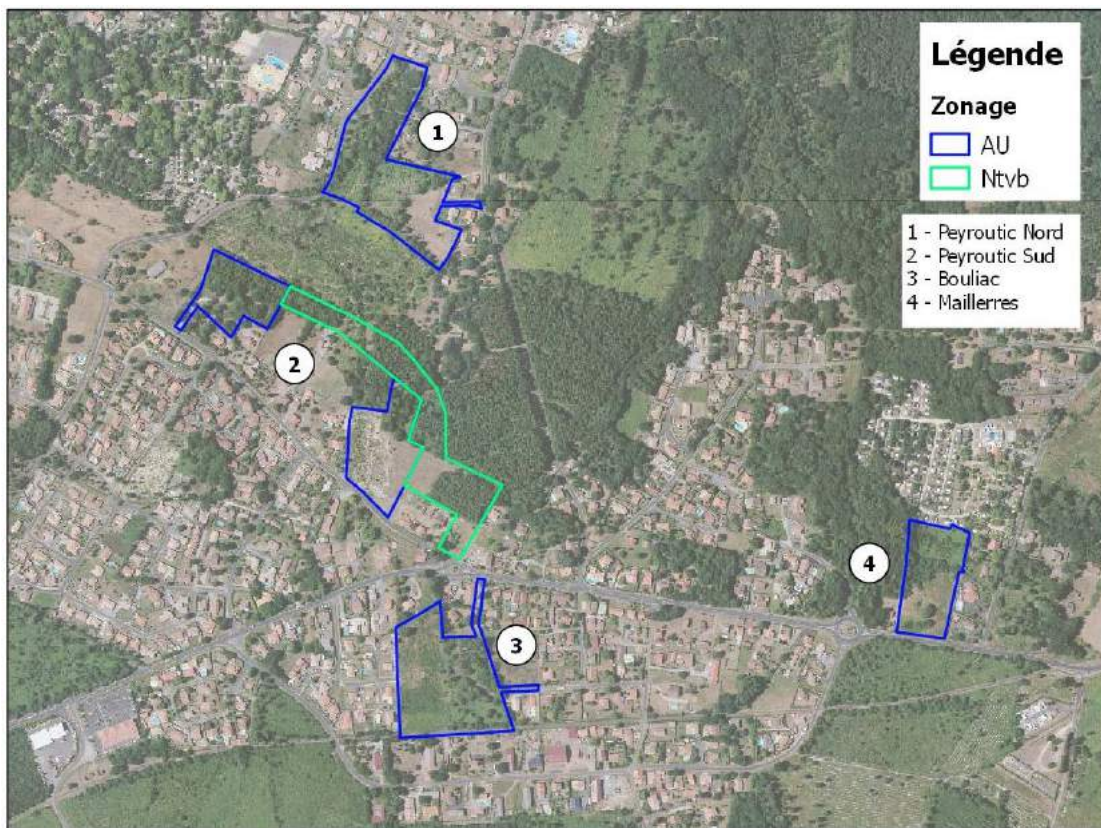 Légende
Zonage
AU
Ntvb
1 - Peyroutic Nord
2 - Peyroutic Sud
3 - Bouliac
4 - Maillerres
1
2
3
4